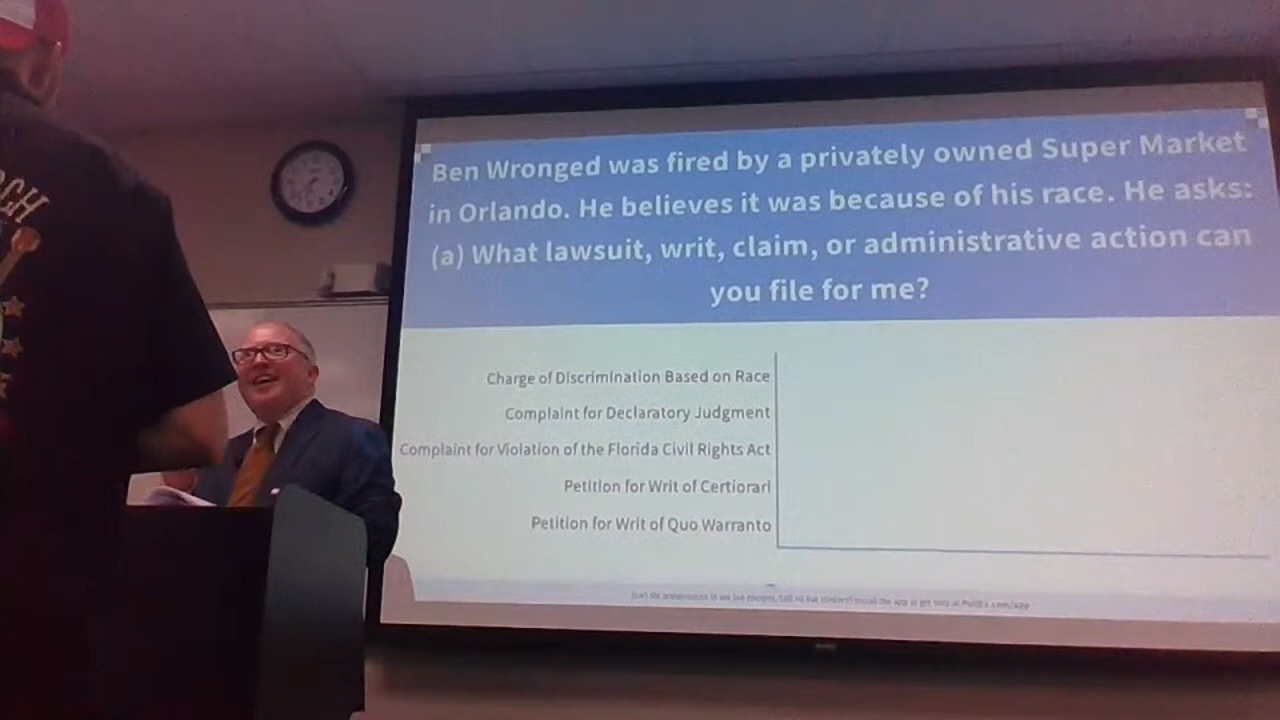 Ben Wronged was fired by a privately owned Super Market
in Orlando. He believes it was because of his race. He asks:
(a) What lawsuit, writ, claim, or administrative action can
you file for me?
Charge of Discrimination Based on Race
Complaint for Declaratory Judgment
Complaint for Violation of the Florida Civil Rights Act
Petition for Writ of Certiorari
Petition for Writ of Quo Warranto